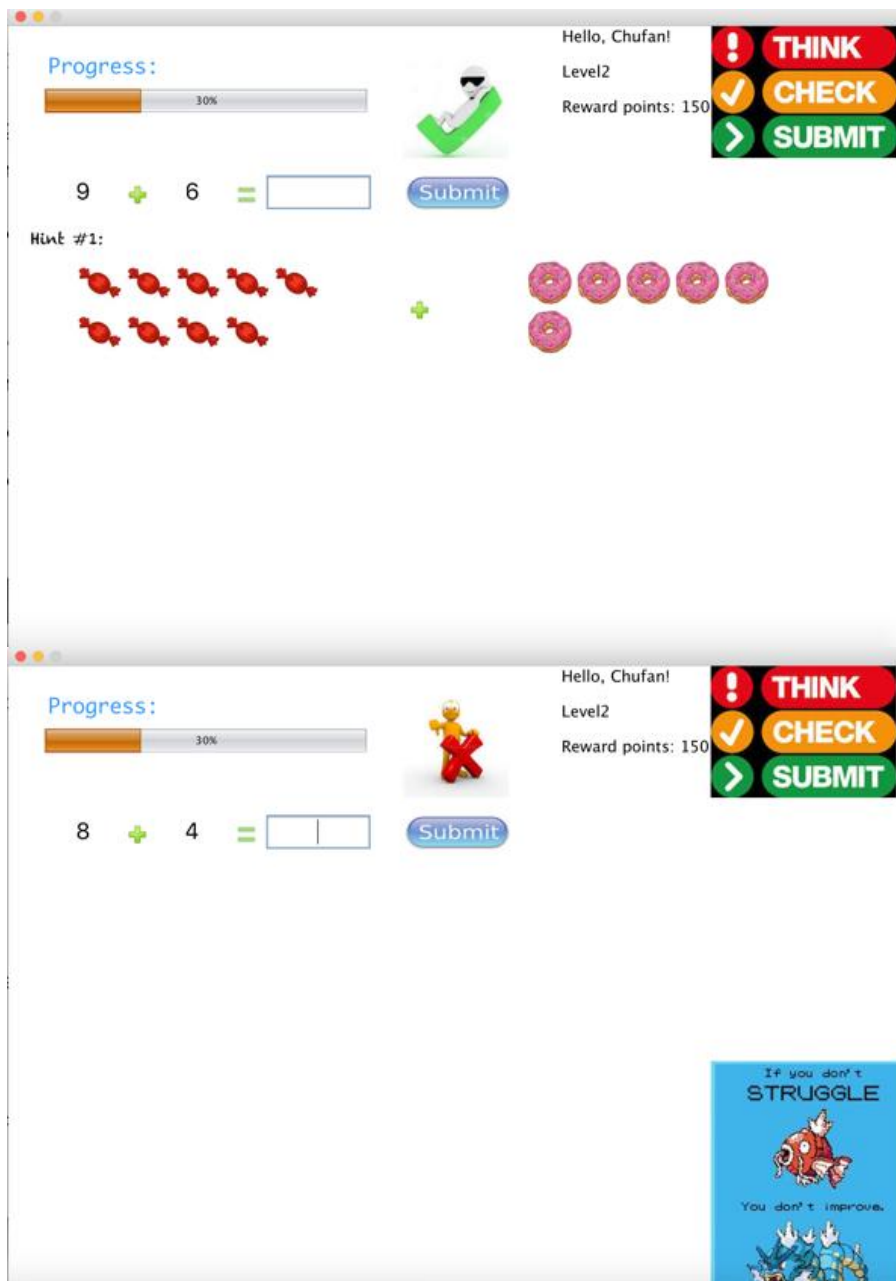 Hello, Chufan!
THINK
Progress:
Level2
30%
CHECK
Reward points: 150
SUBMIT
9 + 6 = Submit
Hint #1:
+
Hello, Chufan!
THINK
Progress:
Level2
30%
CHECK
Reward points: 150
SUBMIT
8 + 4 = Submit
If you don't
STRUGGLE
You don't improve.